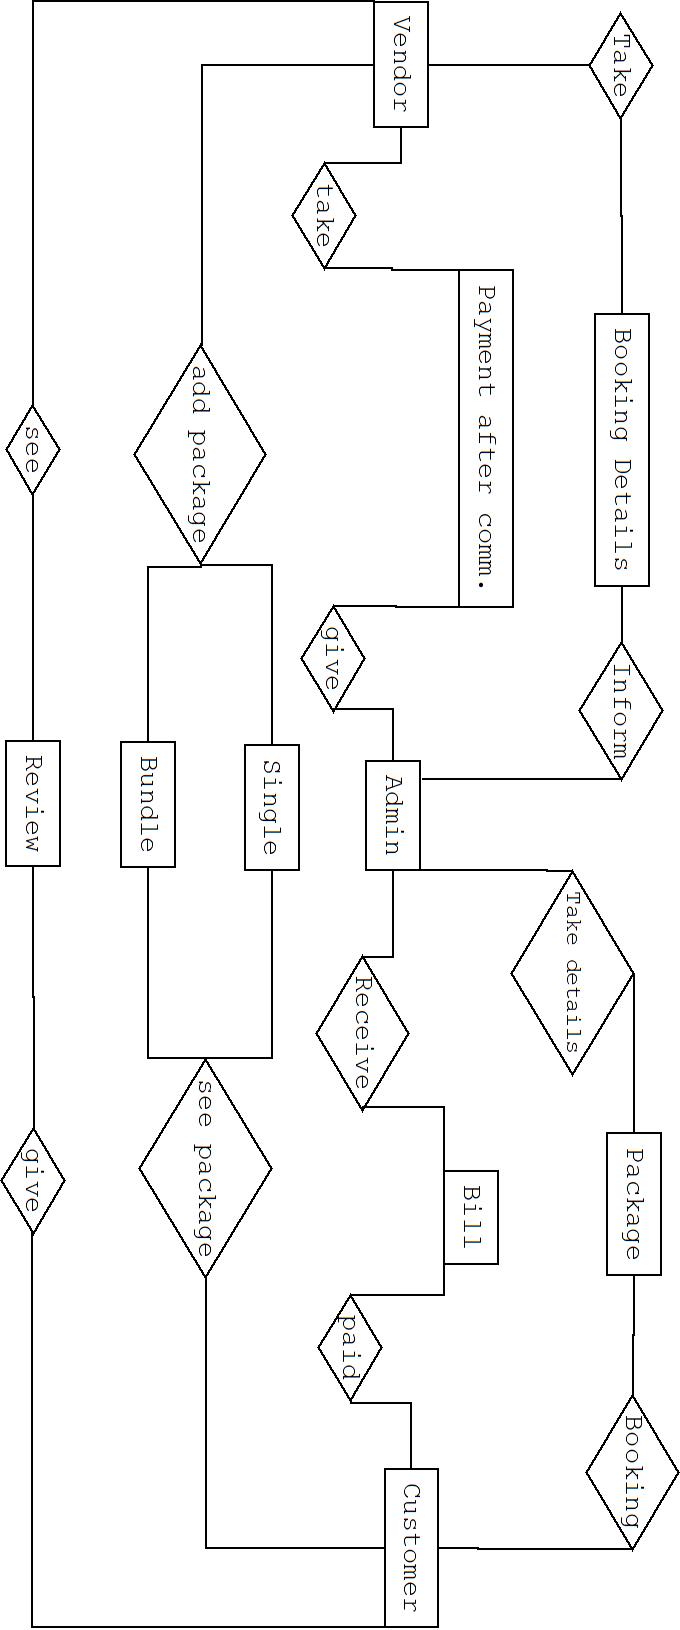 Take
Booking Details
Inform
Take details
Package
Booking
Vendor
take
Payment after comm.
give
Admin
Receive
Bill
paid
Customer
add package
Single
Bundle
see package
see
Review
give